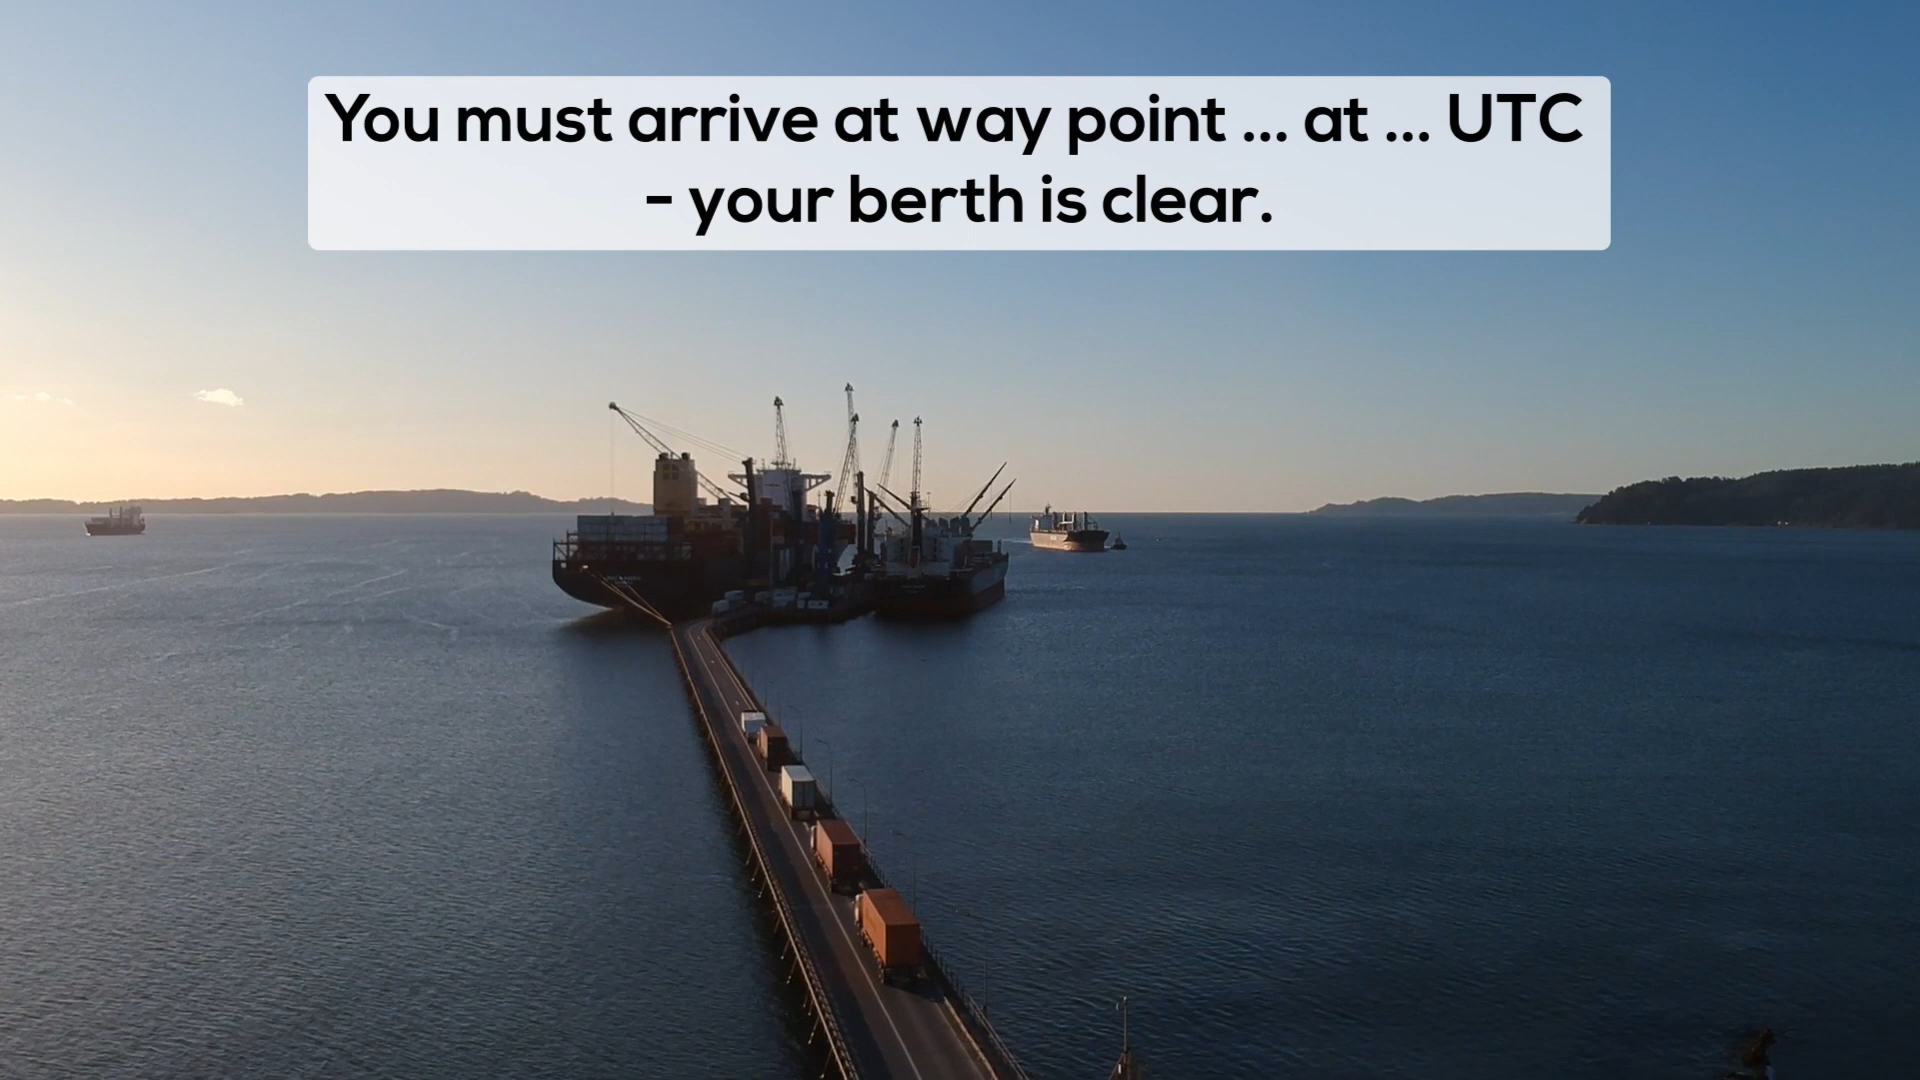 You must arrive at way point ... at ... UTC
- your berth is clear.